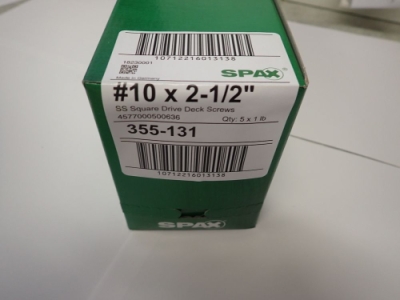 10712216013138
SPAX
Made in Germany
#10 x 2-1/2"
SS Square Drive Deck Screws
4577000500636 Qty: 5 x 1 lb
355-131
10712216013138
SPAX